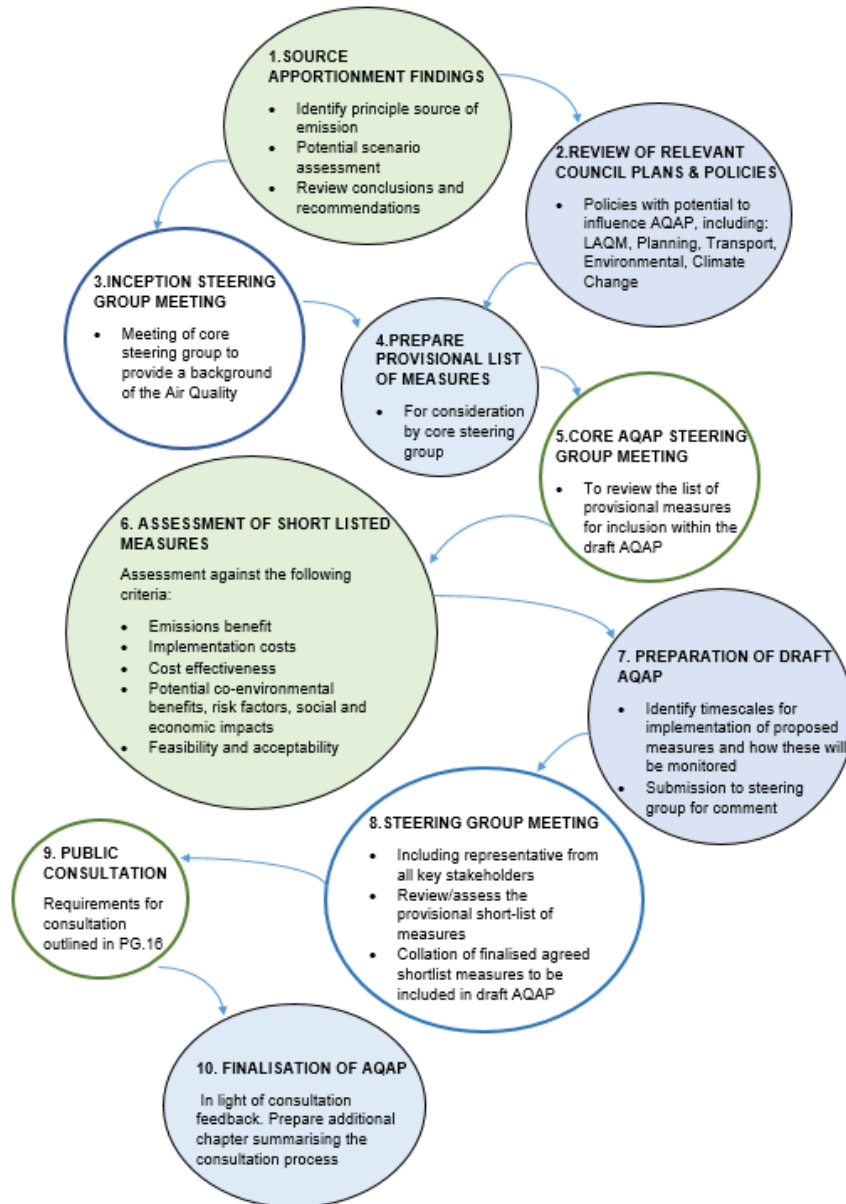 1.SOURCE
APPORTIONMENT FINDINGS
• Identify principle source of
emission
• Potential scenario
assessment
• Review conclusions and
recommendations
2.REVIEW OF RELEVANT
COUNCIL PLANS & POLICIES
• Policies with potential to
influence AQAP, including:
LAQM, Planning, Transport,
Environmental, Climate
Change
3.INCEPTION STEERING
GROUP MEETING
• Meeting of core
steering group to
provide a background
of the Air Quality
4.PREPARE
PROVISIONAL LIST
OF MEASURES
• For consideration
by core steering
group
5.CORE AQAP STEERING
GROUP MEETING
• To review the list of
provisional measures
for inclusion within the
draft AQAP
6. ASSESSMENT OF SHORT LISTED
MEASURES
Assessment against the following
criteria:
• Emissions benefit
• Implementation costs
• Cost effectiveness
• Potential co-environmental
benefits, risk factors, social and
economic impacts
• Feasibility and acceptability
7. PREPARATION OF DRAFT
AQAP
• Identify timescales for
implementation of proposed
measures and how these will
be monitored
• Submission to steering
group for comment
8.STEERING GROUP MEETING
• Including representative from
all key stakeholders
• Review/assess the
provisional short-list of
measures
• Collation of finalised agreed
shortlist measures to be
included in draft AQAP
9. PUBLIC
CONSULTATION
Requirements for
consultation
outlined in PG.16
10. FINALISATION OF AQAP
In light of consultation
feedback. Prepare additional
chapter summarising the
consultation process